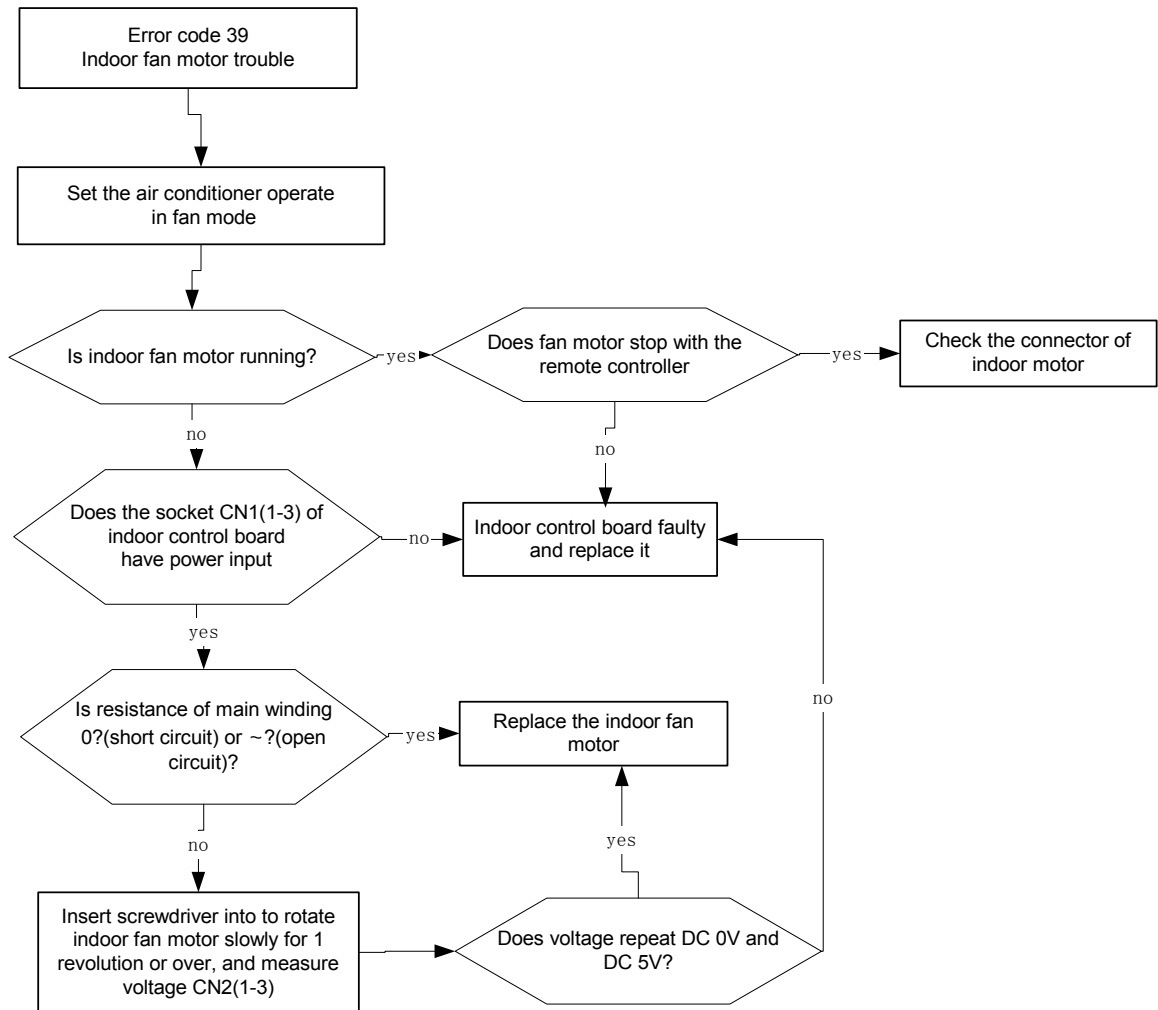 Error code 39
Indoor fan motor trouble
Set the air conditioner operate
in fan mode
Is indoor fan motor running?
yes
Does fan motor stop with the
remote controller
yes
Check the connector of
indoor motor
no
no
Does the socket CN1(1-3) of
indoor control board
have power input
no
Indoor control board faulty
and replace it
yes
no
Is resistance of main winding
0?(short circuit) or ~?(open
circuit)?
yes
Replace the indoor fan
motor
no
yes
Insert screwdriver into to rotate
indoor fan motor slowly for 1
revolution or over, and measure
voltage CN2(1-3)
Does voltage repeat DC 0V and
DC 5V?